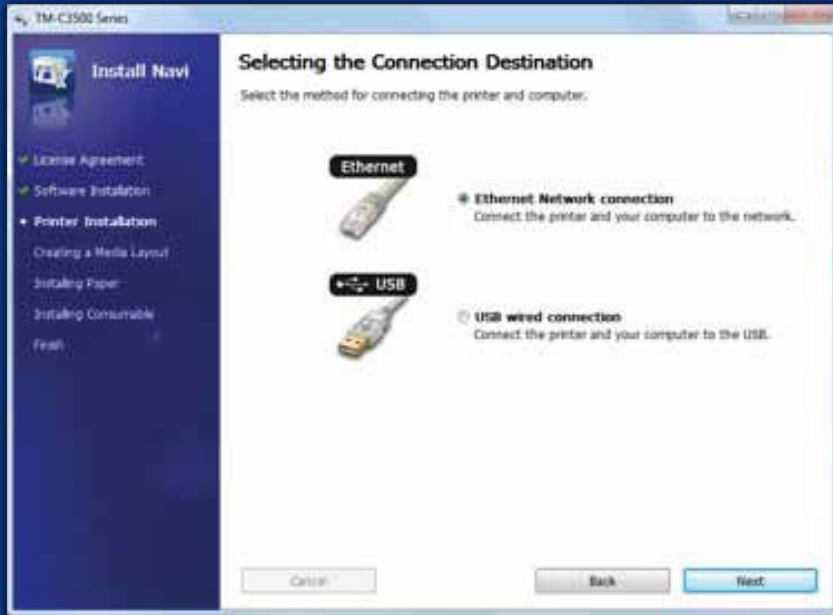 TM-C3500 Series
Install Navi
Selecting the Connection Destination
Select the method for connecting the printer and computer.
License Agreement
Software Installation
Printer Installation
Creating a Media Layout
Installing Paper
Installing Consumable
Finish
Ethernet
Ethernet Network connection
Connect the printer and your computer to the network.
USB
USB wired connection
Connect the printer and your computer to the USB.
Cancel
Back
Next